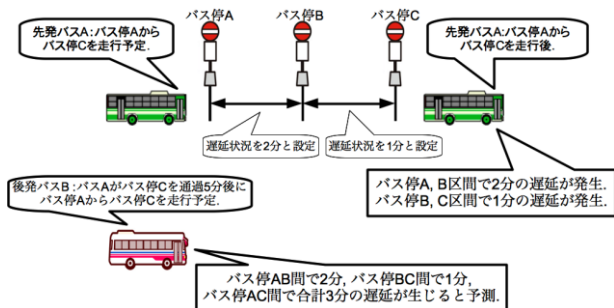 バス停A
バス停B
バス停C
先発バスA:バス停Aから
バス停Cを走行予定.
先発バスA:バス停Aから
バス停Cを走行後.
遅延状況を2分と設定
遅延状況を1分と設定
バス停A, B区間で2分の遅延が発生.
バス停B, C区間で1分の遅延が発生.
後発バスB:バスAがバス停Cを通過5分後に
バス停Aからバス停Cを走行予定.
バス停AB間で2分, バス停BC間で1分,
バス停AC間で合計3分の遅延が生じると予測.